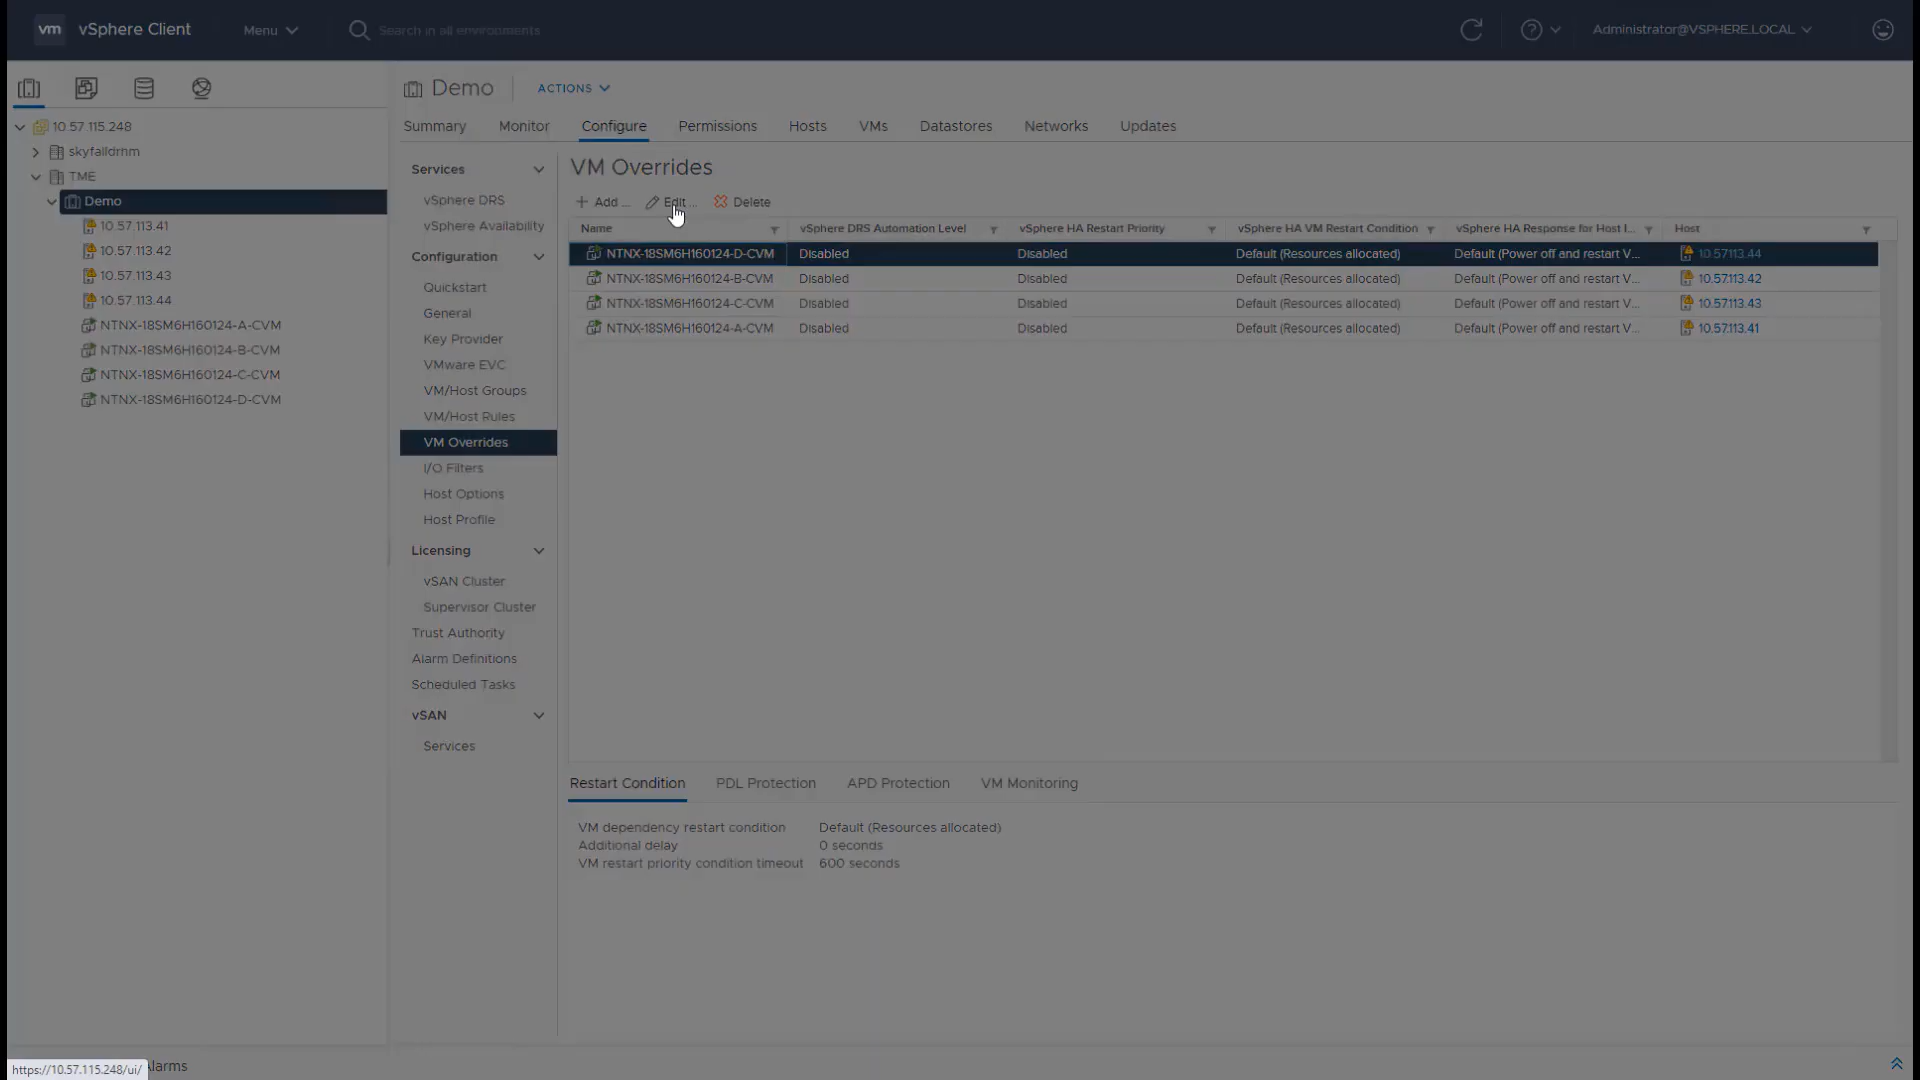 vm vSphere Client Menu Search in all environments Administrator@VSPHERE.LOCAL
10.57.115.248
skyfalldrnm
TME
Demo
10.57.113.41
10.57.113.42
10.57.113.43
10.57.113.44
NTNX-18SM6H160124-A-CVM
NTNX-18SM6H160124-B-CVM
NTNX-18SM6H160124-C-CVM
NTNX-18SM6H160124-D-CVM
Demo ACTIONS
Summary Monitor Configure Permissions Hosts VMs Datastores Networks Updates
Services
vSphere DRS
vSphere Availability
Configuration
Quickstart
General
Key Provider
VMware EVC
VM/Host Groups
VM/Host Rules
VM Overrides
I/O Filters
Host Options
Host Profile
Licensing
vSAN Cluster
Supervisor Cluster
Trust Authority
Alarm Definitions
Scheduled Tasks
vSAN
Services
VM Overrides
Add ... Edit ... Delete
Name vSphere DRS Automation Level vSphere HA Restart Priority vSphere HA VM Restart Condition vSphere HA Response for Host I... Host
NTNX-18SM6H160124-D-CVM Disabled Disabled Default (Resources allocated) Default (Power off and restart V... 10.57.113.44
NTNX-18SM6H160124-B-CVM Disabled Disabled Default (Resources allocated) Default (Power off and restart V... 10.57.113.42
NTNX-18SM6H160124-C-CVM Disabled Disabled Default (Resources allocated) Default (Power off and restart V... 10.57.113.43
NTNX-18SM6H160124-A-CVM Disabled Disabled Default (Resources allocated) Default (Power off and restart V... 10.57.113.41
Restart Condition PDL Protection APD Protection VM Monitoring
VM dependency restart condition Default (Resources allocated)
Additional delay 0 seconds
VM restart priority condition timeout 600 seconds
https://10.57.115.248/ui/ larms